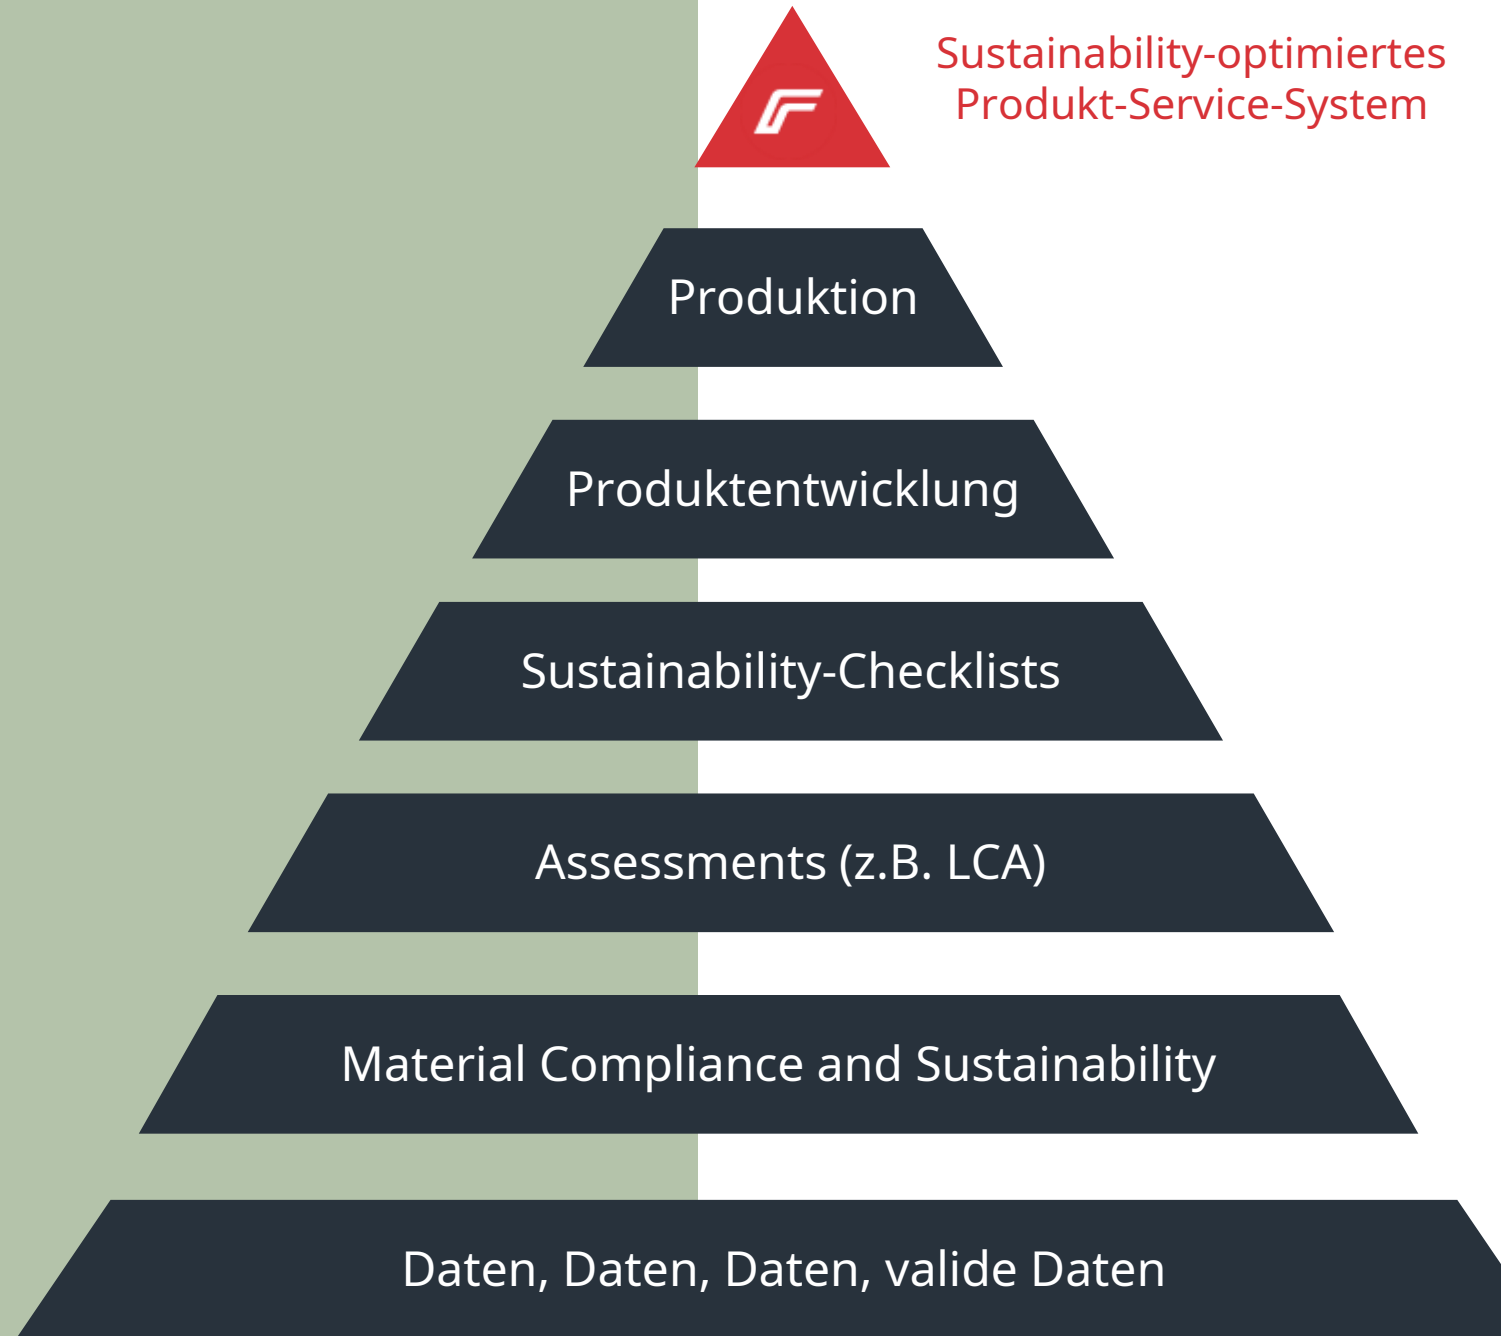 Sustainability-optimiertes
Produkt-Service-System
Produktion
Produktentwicklung
Sustainability-Checklists
Assessments (z.B. LCA)
Material Compliance and Sustainability
Daten, Daten, Daten, valide Daten